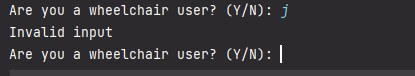 Are you a wheelchair user? (Y/N): j
Invalid input
Are you a wheelchair user? (Y/N):